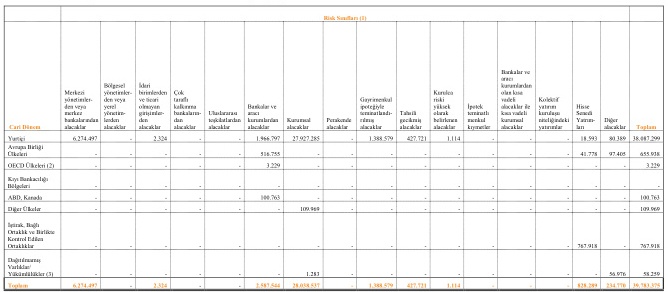 Risk Sınıfları (1)
Cari Dönem | Merkezi yönetimlerden veya merkez bankalarından alacaklar | Bölgesel yönetimlerden veya yerel yönetimlerden alacaklar | İdari birimlerden ve ticari olmayan girişimlerden alacaklar | Çok taraflı kalkınma bankalarından alacaklar | Uluslararası teşkilatlardan alacaklar | Bankalar ve aracı kurumlardan alacaklar | Kurumsal alacaklar | Perakende alacaklar | Gayrimenkul ipoteğiyle teminatlandırılmış alacaklar | Tahsili gecikmiş alacaklar | Kurulca riski yüksek olarak belirlenen alacaklar | İpotek teminatlı menkul kıymetler | Bankalar ve aracı kurumlardan olan kısa vadeli alacaklar ile kısa vadeli kurumsal alacaklar | Kolektif yatırım kuruluşu niteliğindeki yatırımlar | Hisse Senedi Yatırımları | Diğer alacaklar | Toplam
Yurtiçi 6.274.497 - 2.324 - - 1.966.797 27.927.285 - 1.388.579 427.721 1.114 - - - 18.593 80.389 38.087.299
Avrupa Birliği
Ülkeleri - - - - - 516.755 - - - - - - - - 41.778 97.405 655.938
OECD Ülkeleri (2) - - - - - 3.229 - - - - - - - - - - 3.229
Kıyı Bankacılığı
Bölgeleri - - - - - - - - - - - - - - - - -
ABD, Kanada - - - - - 100.763 - - - - - - - - - - 100.763
Diğer Ülkeler - - - - - - 109.969 - - - - - - - - - 109.969
İştirak, Bağlı
Ortaklık ve Birlikte
Kontrol Edilen
Ortaklıklar - - - - - - - - - - - - - - 767.918 - 767.918
Dağıtılmamış
Varlıklar/
Yükümlülükler (3) - - - - - - 1.283 - - - - - - - - 56.976 58.259
Toplam 6.274.497 - 2.324 - - 2.587.544 28.038.537 - 1.388.579 427.721 1.114 - - - 828.289 234.770 39.783.375